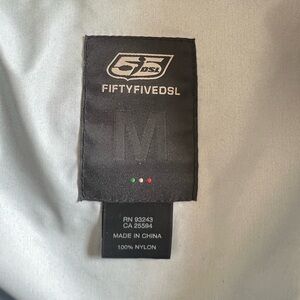 55 DSL
FIFTYFIVEDSL
M
RN 93243
CA 25594
MADE IN CHINA
100% NYLON